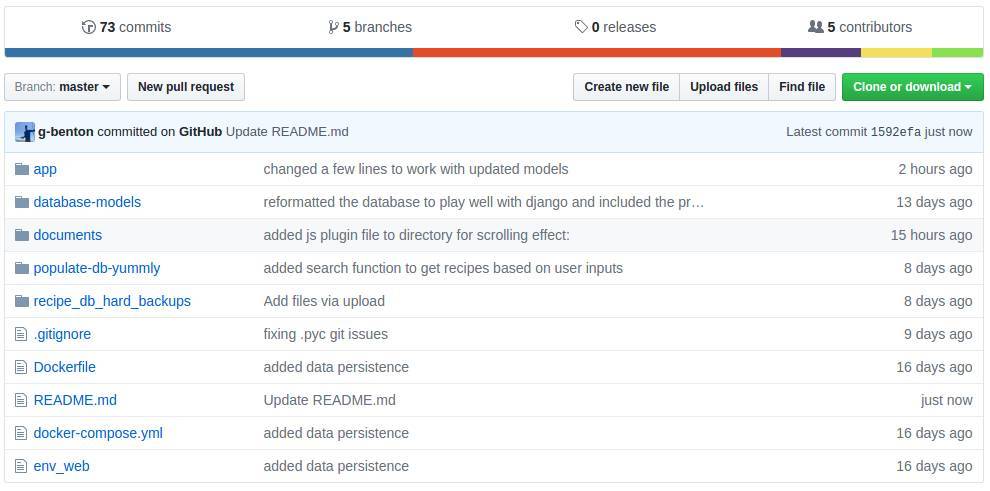 73 commits 5 branches 0 releases 5 contributors
Branch: master New pull request Create new file Upload files Find file Clone or download
g-benton committed on GitHub Update README.md Latest commit 1592efa just now
app changed a few lines to work with updated models 2 hours ago
database-models reformatted the database to play well with django and included the pr… 13 days ago
documents added js plugin file to directory for scrolling effect: 15 hours ago
populate-db-yummly added search function to get recipes based on user inputs 8 days ago
recipe_db_hard_backups Add files via upload 8 days ago
.gitignore fixing .pyc git issues 9 days ago
Dockerfile added data persistence 16 days ago
README.md Update README.md just now
docker-compose.yml added data persistence 16 days ago
env_web added data persistence 16 days ago